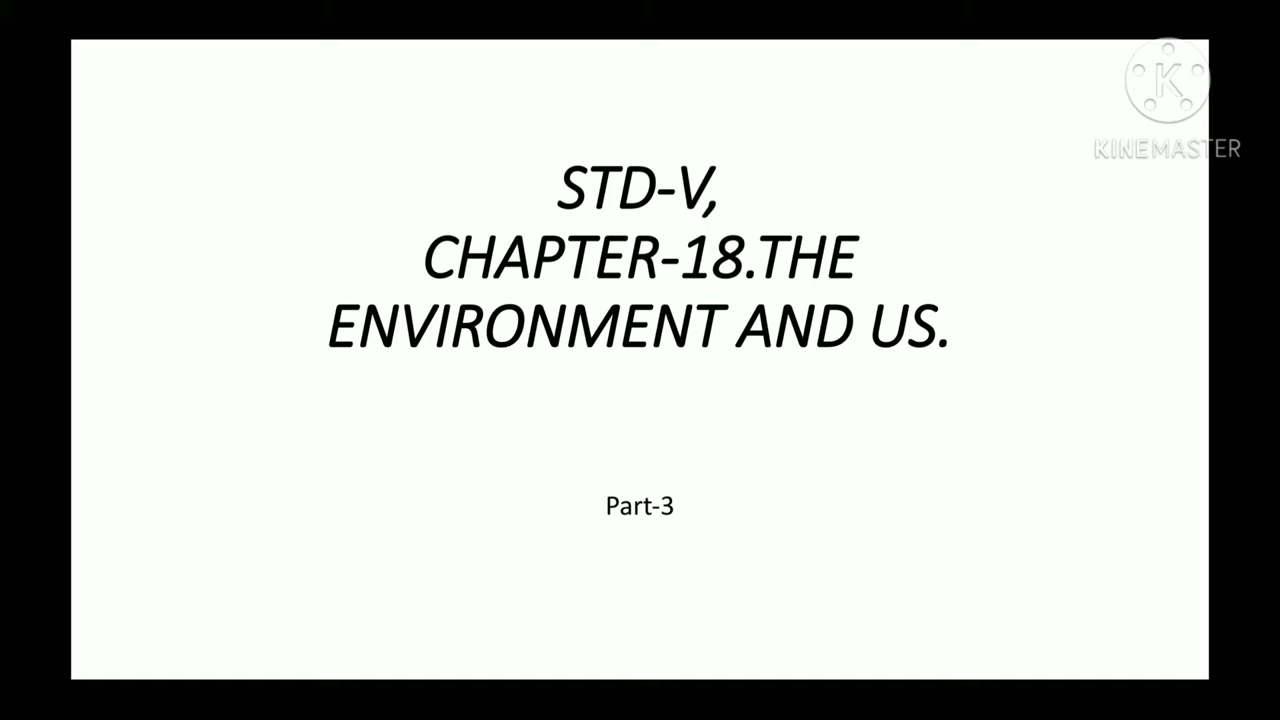 K
KINEMASTER
STD-V,
CHAPTER-18.THE
ENVIRONMENT AND US.
Part-3